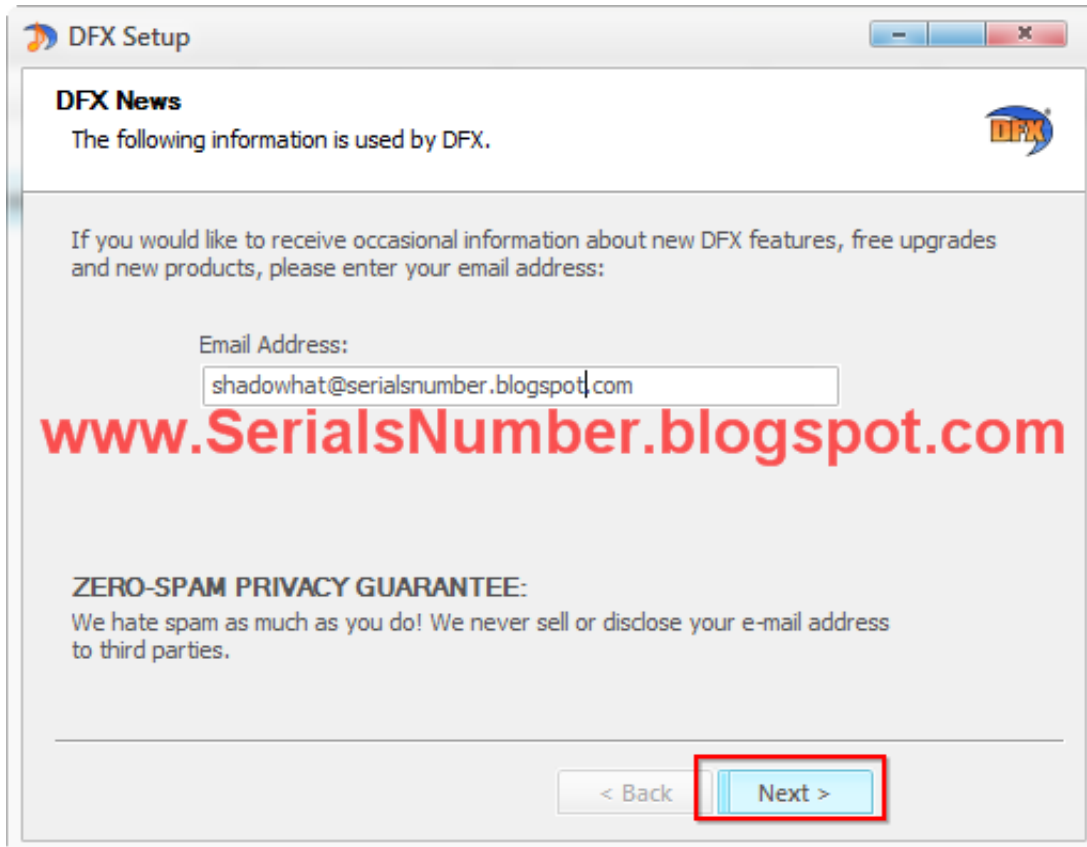 DFX Setup
DFX News
The following information is used by DFX.
DFX
If you would like to receive occasional information about new DFX features, free upgrades
and new products, please enter your email address:
Email Address:
shadowhat@serialsnumber.blogspot.com
www.SerialsNumber.blogspot.com
ZERO-SPAM PRIVACY GUARANTEE:
We hate spam as much as you do! We never sell or disclose your e-mail address
to third parties.
< Back Next >